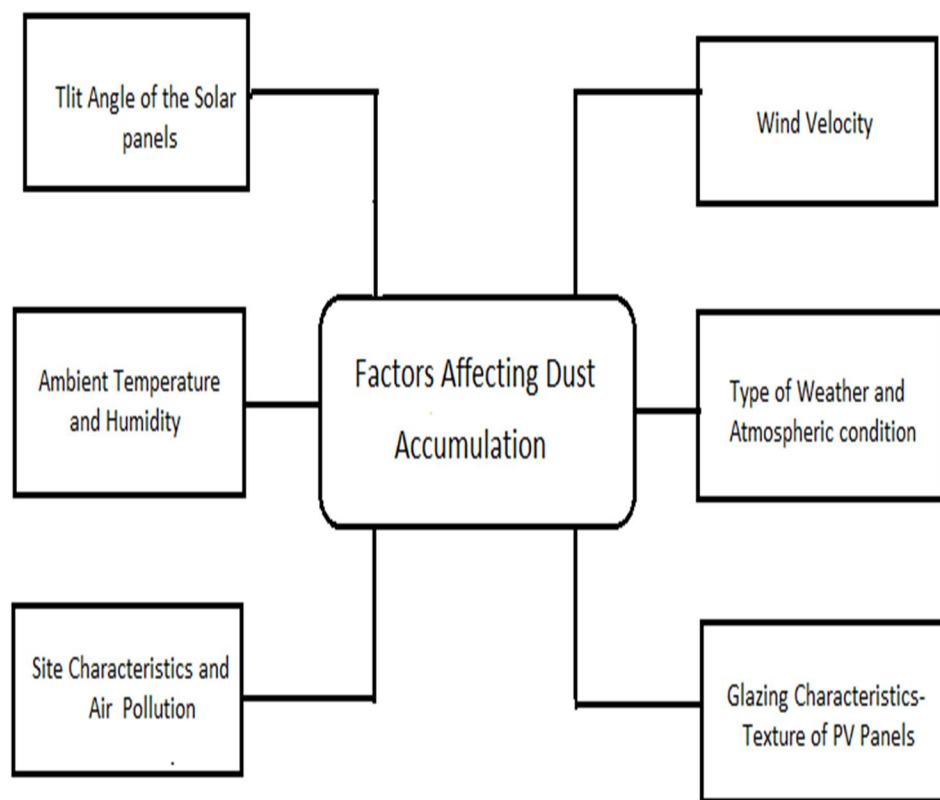 Tlit Angle of the Solar
panels
Wind Velocity
Factors Affecting Dust
Accumulation
Ambient Temperature
and Humidity
Type of Weather and
Atmospheric condition
Site Characteristics and
Air Pollution
Glazing Characteristics-
Texture of PV Panels